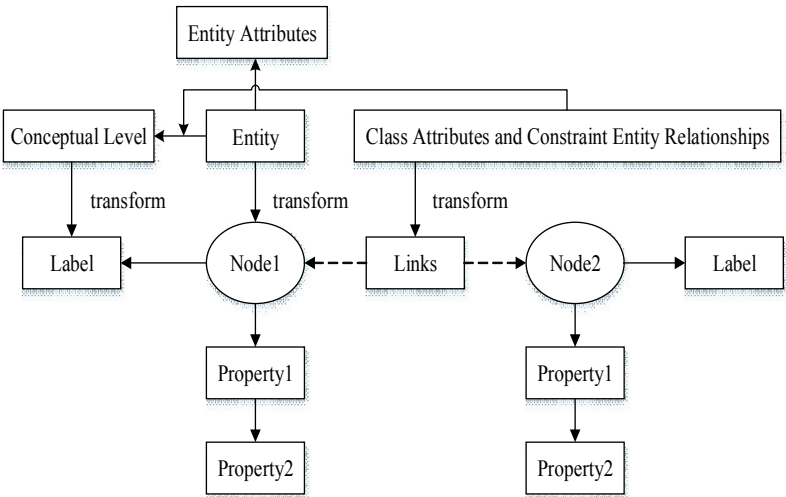 Entity Attributes
Conceptual Level
Entity
Class Attributes and Constraint Entity Relationships
transform
transform
transform
Label
Node1
Links
Node2
Label
Property1
Property1
Property2
Property2